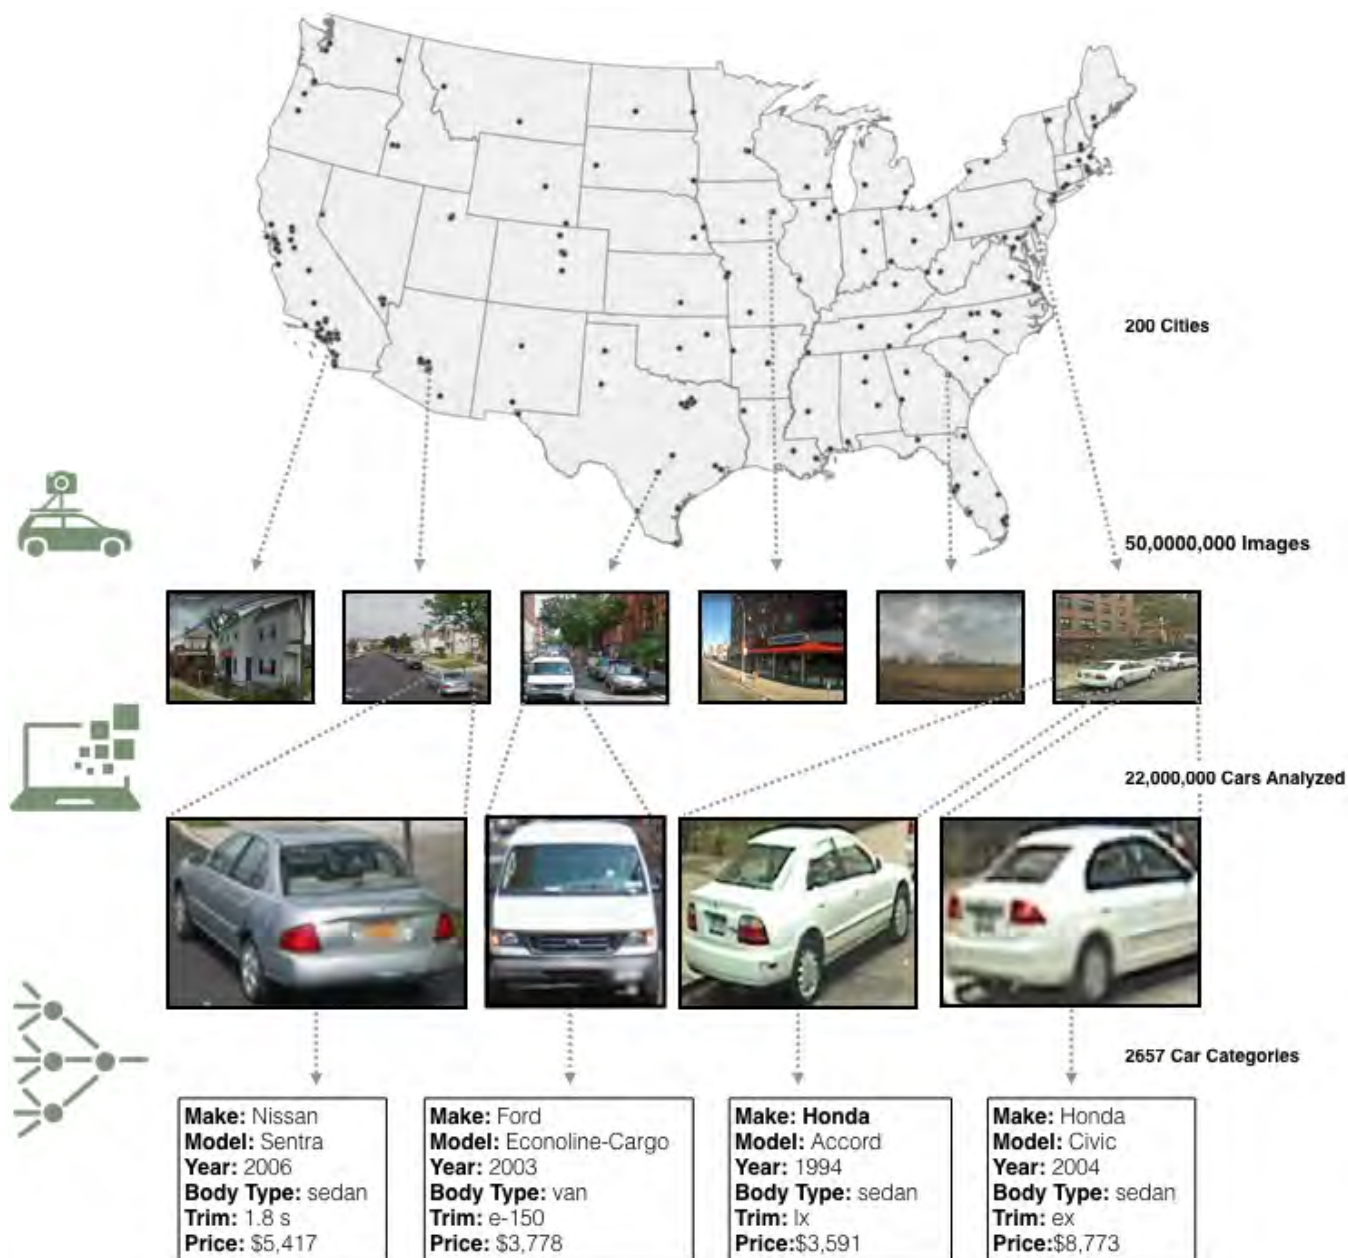 200 Cities
50,0000,000 Images
22,000,000 Cars Analyzed
2657 Car Categories
Make: Nissan
Model: Sentra
Year: 2006
Body Type: sedan
Trim: 1.8 s
Price: $5,417
Make: Ford
Model: Econoline-Cargo
Year: 2003
Body Type: van
Trim: e-150
Price: $3,778
Make: Honda
Model: Accord
Year: 1994
Body Type: sedan
Trim: lx
Price:$3,591
Make: Honda
Model: Civic
Year: 2004
Body Type: sedan
Trim: ex
Price:$8,773